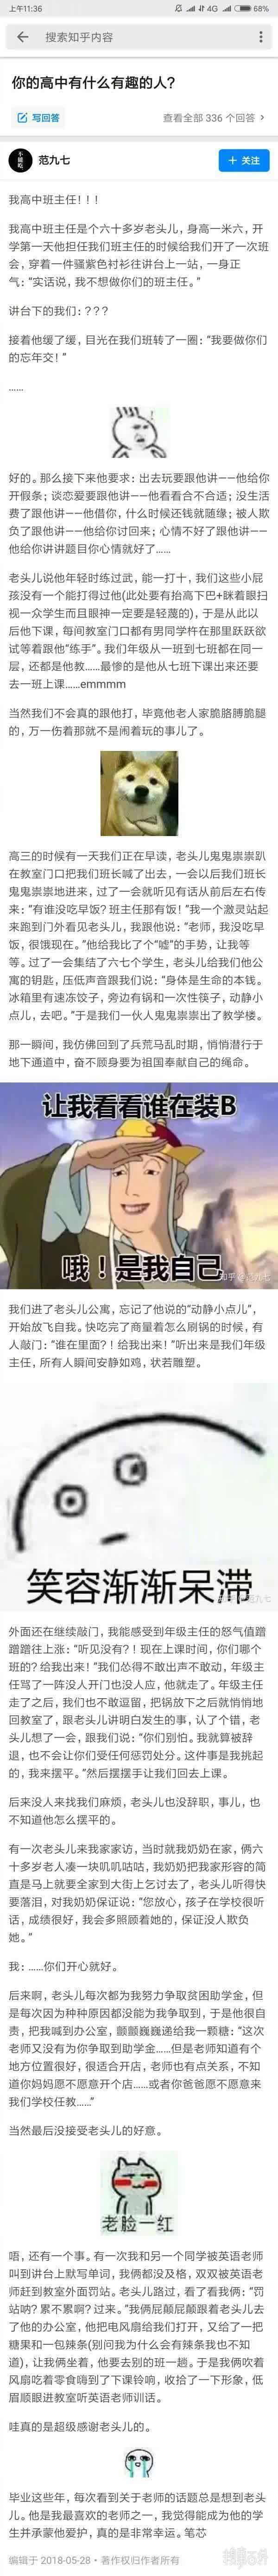 上午11:36 4G 68%
搜索知乎内容
你的高中有什么有趣的人?
写回答 查看全部 336 个回答
范九七 + 关注
我高中班主任!!!
我高中班主任是个六十多岁老头儿，身高一米六，开
学第一天他担任我们班主任的时候给我们开了一次班
会，穿着一件骚紫色衬衫往讲台上一站，一身正
气：“实话说，我不想做你们的班主任。”
讲台下的我们：???
接着他缓了缓，目光在我们班转了一圈：“我要做你们
的忘年交!”
……
好的。那么接下来他要求：出去玩要跟他讲——他给你
开假条；谈恋爱要跟他讲——他看看合不合适；没生活
费了跟他讲——他借你，什么时候还钱就随缘；被人欺
负了跟他讲——他给你讨回来；心情不好了跟他讲——
他给你讲讲题目你心情就好了……
老头儿说他年轻时练过武，能一打十，我们这些小屁
孩没有一个能打得过他(此处要有抬高下巴+眯着眼扫
视一众学生而且眼神一定要是轻蔑的)，于是从此以
后他下课，每间教室门口都有男同学杵在那里跃跃欲
试等着跟他“练手”。我们年级从一班到七班都在同一
层，还都是他教……最惨的是他从七班下课出来还要
去一班上课……emmmm
当然我们不会真的跟他打，毕竟他老人家脆胳膊脆腿
的，万一伤着那就不是闹着玩的事儿了。
高三的时候有一天我们正在早读，老头儿鬼鬼祟祟趴
在教室门口把我们班长喊了出去，一会以后我们班长
鬼鬼祟祟地进来，过了一会就听见有话从前后左右传
来：“有谁没吃早饭? 班主任那有饭!”我一个激灵站起
来跑到门外看见老头儿，我跟他说：“老师，我没吃早
饭，很饿现在。”他给我比了个“嘘”的手势，让我等
等。过了一会集结了六七个学生，老头儿给我们他公
寓的钥匙，压低声音跟我们说：“身体是生命的本钱。
冰箱里有速冻饺子，旁边有锅和一次性筷子，动静小
点儿，去吧。”于是我们一伙人鬼鬼祟祟出了教学楼。
那一瞬间，我仿佛回到了兵荒马乱时期，悄悄潜行于
地下通道中，奋不顾身要为祖国奉献自己的绳命。
让我看看谁在装B
哦！是我自己
知乎 @范九七
我们进了老头儿公寓，忘记了他说的“动静小点儿”，
开始放飞自我。快吃完了商量着怎么刷锅的时候，有
人敲门：“谁在里面?! 给我出来!”听出来是我们年级
主任，所有人瞬间安静如鸡，状若雕塑。
笑容渐渐呆滞
外面还在继续敲门，我能感受到年级主任的怒气值蹭
蹭蹭往上涨：“听见没有?! 现在上课时间，你们哪个
班的? 给我出来!”我们怂得不敢出声不敢动，年级主
任骂了一阵没人开门也没人应，他就走了。年级主任
走了之后，我们也不敢逗留，把锅放下之后就悄悄地
回教室了，跟老头儿讲明白发生的事，认了个错，老
头儿想了一会，跟我们说：“你们别怕。我就算被辞
退，也不会让你们受任何惩罚处分。这件事是我挑起
的，我来摆平。”然后摆摆手让我们回去上课。
后来没人来找我们麻烦，老头儿也没辞职，事儿，也
不知道他怎么摆平的。
有一次老头儿来我家家访，当时就我奶奶在家，俩六
十多岁老人凑一块叽叽咕咕，我奶奶把我家形容的简
直是马上就要全家到大街上乞讨去了，老头儿听得快
要落泪，对我奶奶保证说：“您放心，孩子在学校很听
话，成绩很好，我会多照顾着她的，保证没人欺负
她。”
我：……你们开心就好。
后来啊，老头儿每次都为我努力争取贫困助学金，但
是每次因为种种原因都没能为我争取到，于是他很自
责，把我喊到办公室，颤颤巍巍递给我一颗糖：“这次
老师又没有为你争取到助学金……但是老师知道有个
地方位置很好，很适合开店，老师也有点关系，不知
道你妈妈愿不愿意开个店……或者你爸爸愿不愿意来
我们学校任教……”
当然最后没接受老头儿的好意。
老脸一红
唔，还有一个事。有一次我和另一个同学被英语老师
叫到讲台上默写单词，我俩都没及格，双双被英语老
师赶到教室外面罚站。老头儿路过，看了看我俩：“罚
站呐? 累不累啊? 过来。”我俩屁颠屁颠跟着老头儿去
了他的办公室，他把电风扇给我们打开，又给了一把
糖果和一包辣条(别问我为什么会有辣条我也不知
道)，让我俩坐着，他要去别的班一趟。于是我俩吹着
风扇吃着零食嗨到了下课铃响，收拾了一下形象，低
眉顺眼进教室听英语老师训话。
哇真的是超级感谢老头儿的。
毕业这些年，每次看到关于老师的话题总是想到老头
儿。他是我最喜欢的老师之一，我觉得能成为他的学
生并承蒙他爱护，真的是非常幸运。笔芯
编辑于 2018-05-28 · 著作权归作者所有